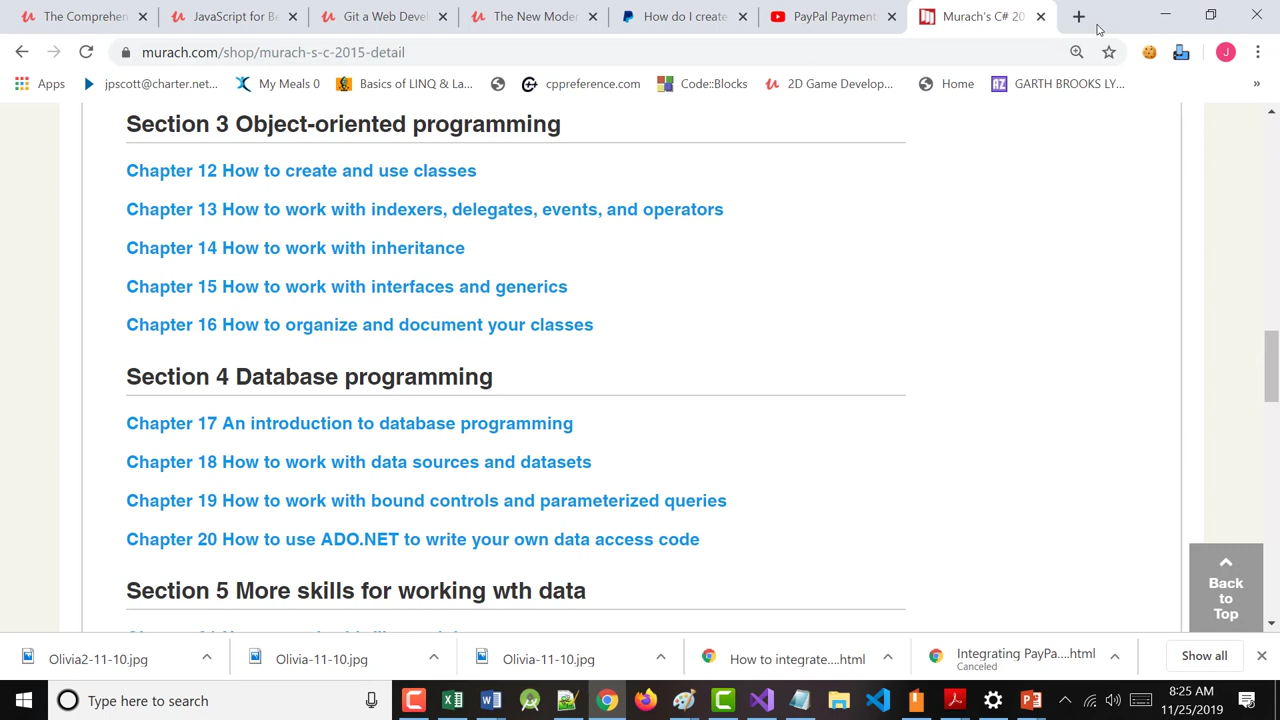 The Comprehen
JavaScript for Be
Git a Web Devel
The New Moder
How do I create
PayPal Payment
Murach's C# 20
murach.com/shop/murach-s-c-2015-detail
J
Apps
jpscott@charter.net...
My Meals 0
Basics of LINQ & La...
cppreference.com
Code::Blocks
2D Game Develop...
Home
AZ
GARTH BROOKS LY...
»
Section 3 Object-oriented programming
Chapter 12 How to create and use classes
Chapter 13 How to work with indexers, delegates, events, and operators
Chapter 14 How to work with inheritance
Chapter 15 How to work with interfaces and generics
Chapter 16 How to organize and document your classes
Section 4 Database programming
Chapter 17 An introduction to database programming
Chapter 18 How to work with data sources and datasets
Chapter 19 How to work with bound controls and parameterized queries
Chapter 20 How to use ADO.NET to write your own data access code
Section 5 More skills for working wth data
Back
to
Top
Olivia2-11-10.jpg
Olivia-11-10.jpg
Olivia-11-10.jpg
How to integrate....html
Integrating PayPa....html
Canceled
Show all
Type here to search
8:25 AM
11/25/2019